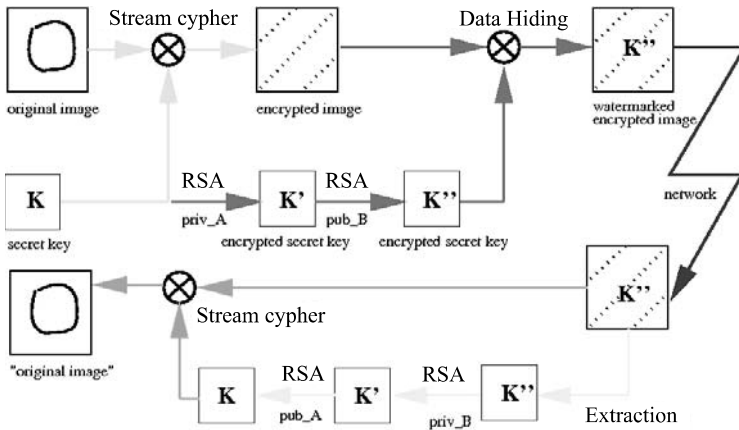 Stream cypher
Data Hiding
K’’
original image
encrypted image
watermarked
encrypted image
K
RSA
K’
RSA
K’’
network
priv_A
pub_B
secret key
encrypted secret key
encrypted secret key
K’’
Stream cypher
"original image"
K
RSA
K’
RSA
K’’
pub_A
priv_B
Extraction